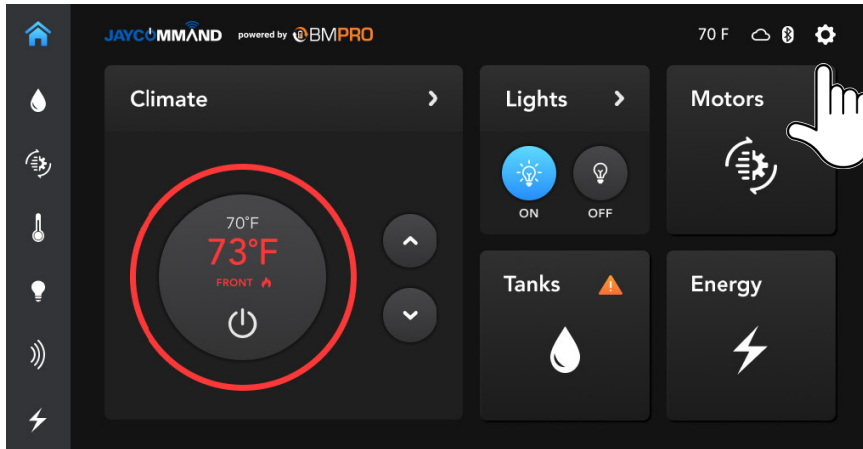 JAYCOMMAND powered by BMPRO
70 F
Climate
Lights
Motors
70°F
73°F
FRONT
ON OFF
Tanks
Energy